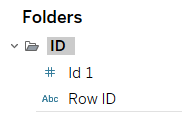 Folders
ID
# Id 1
Abc Row ID